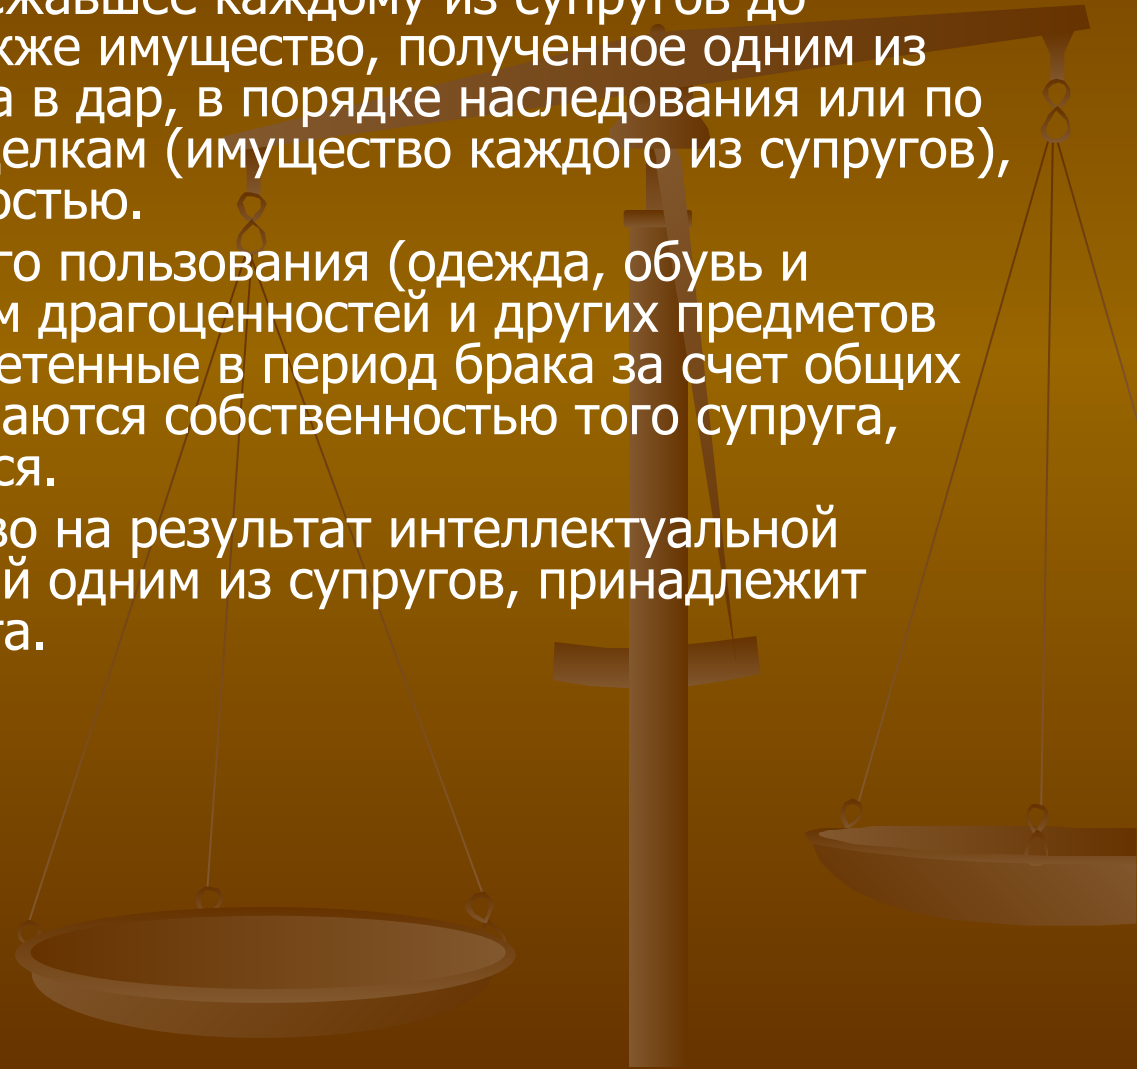 жавшее каждому из супругов до
кже имущество, полученное одним из
а в дар, в порядке наследования или по
делкам (имущество каждого из супругов),
остью.
го пользования (одежда, обувь и
м драгоценностей и других предметов
етенные в период брака за счет общих
аются собственностью того супруга,
ся.
во на результат интеллектуальной
й одним из супругов, принадлежит
та.